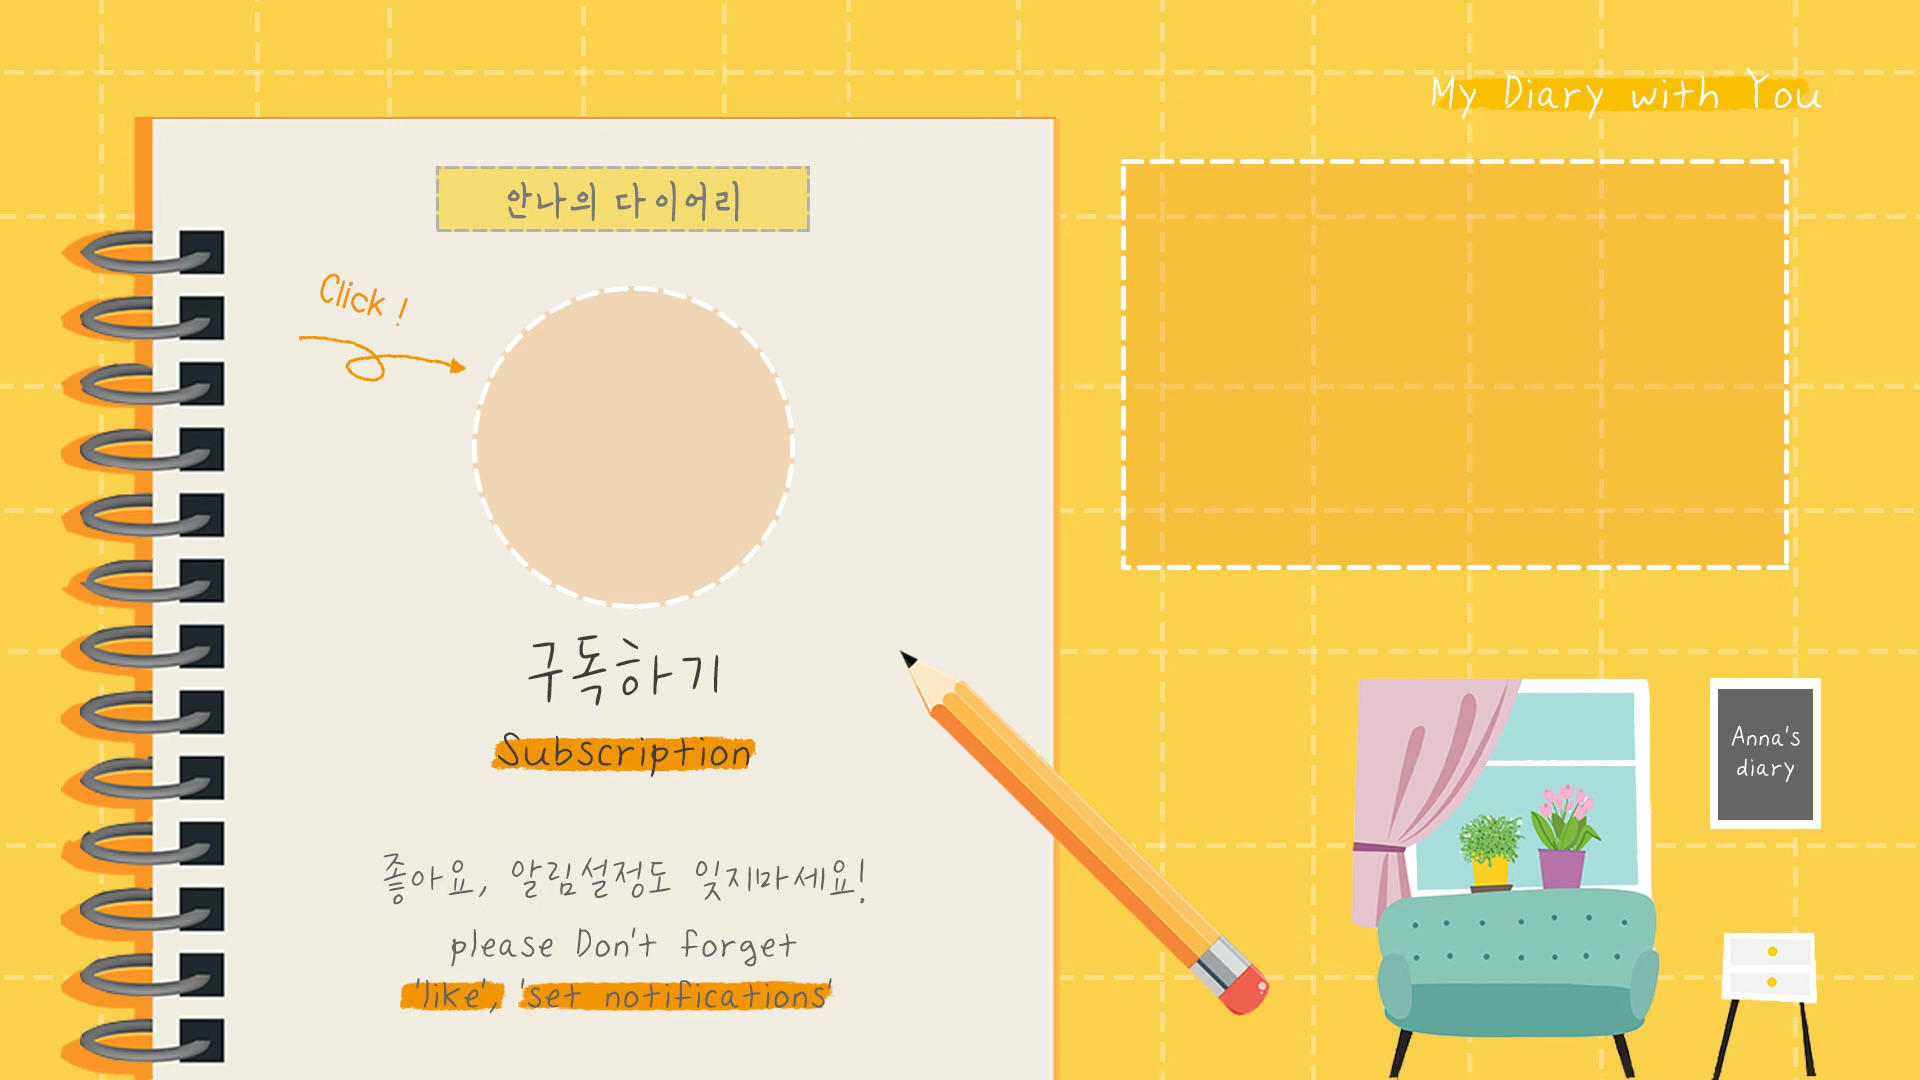 My Diary with You
안나의 다이어리
Click !
구독하기
Subscription
좋아요, 알림설정도 잊지마세요!
please Don't forget
'like', 'set notifications'
Anna's
diary